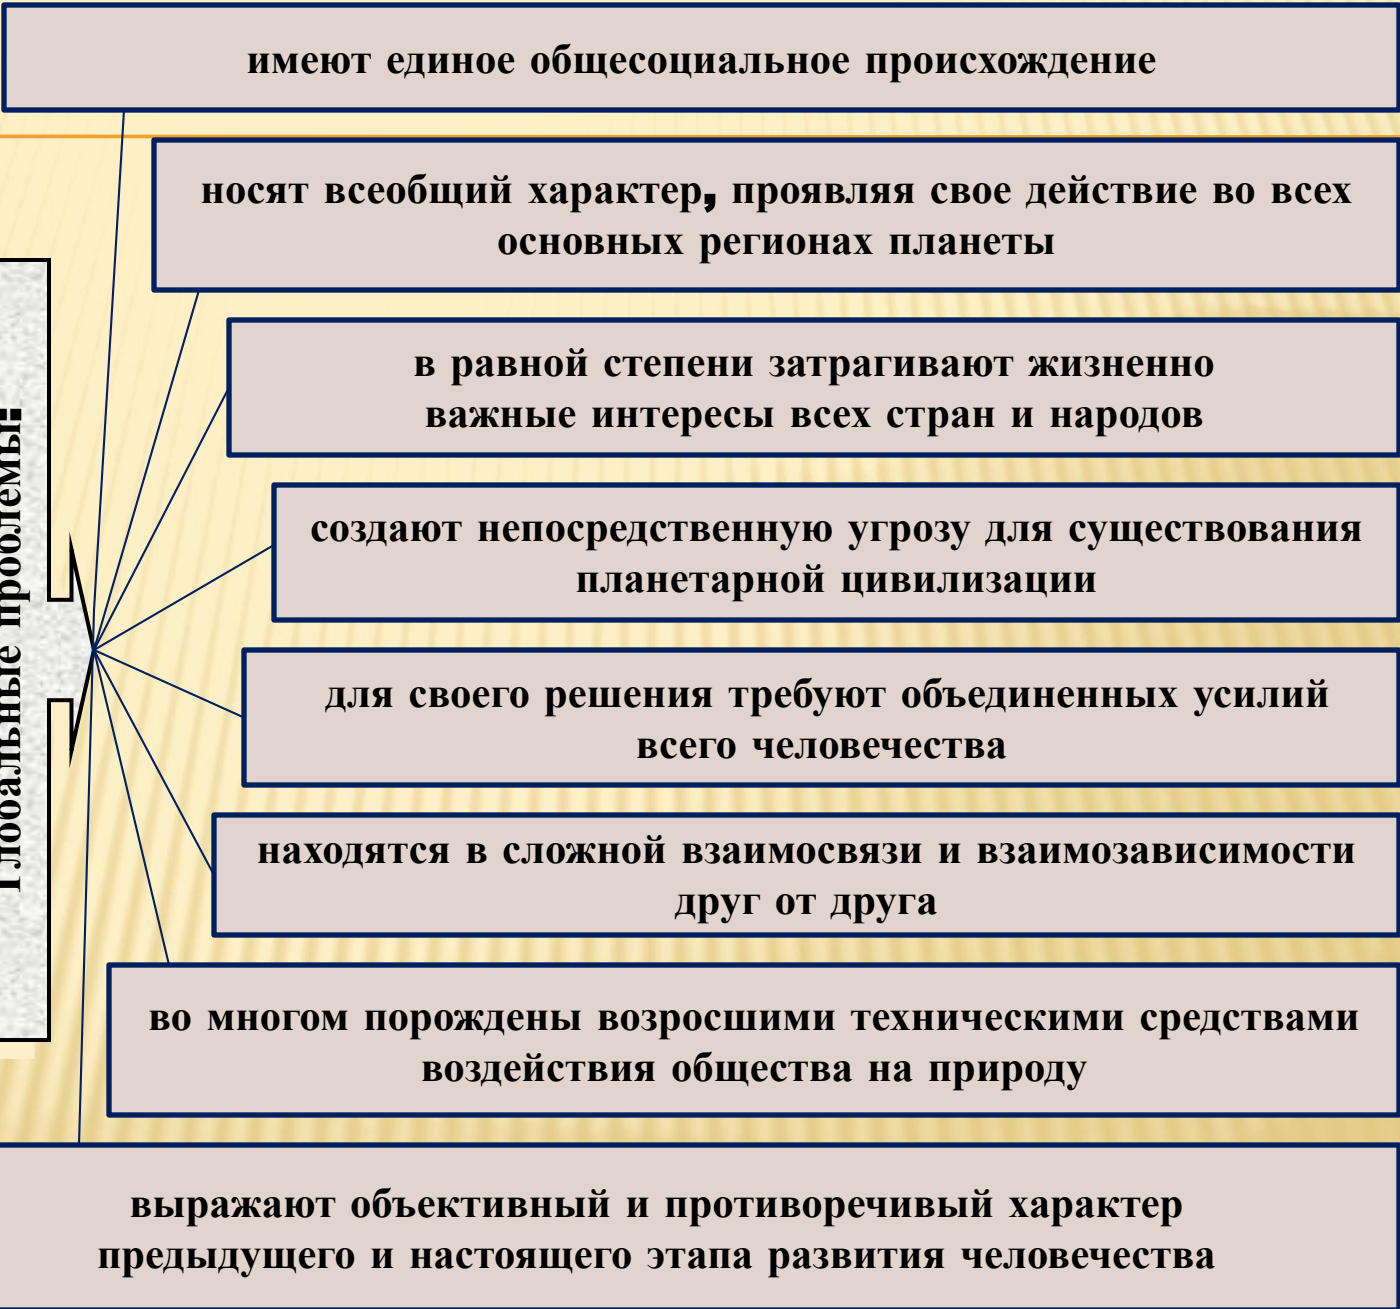 имеют единое общесоциальное происхождение
носят всеобщий характер, проявляя свое действие во всех
основных регионах планеты
в равной степени затрагивают жизненно
важные интересы всех стран и народов
создают непосредственную угрозу для существования
планетарной цивилизации
Глобальные проблемы:
для своего решения требуют объединенных усилий
всего человечества
находятся в сложной взаимосвязи и взаимозависимости
друг от друга
во многом порождены возросшими техническими средствами
воздействия общества на природу
выражают объективный и противоречивый характер
предыдущего и настоящего этапа развития человечества